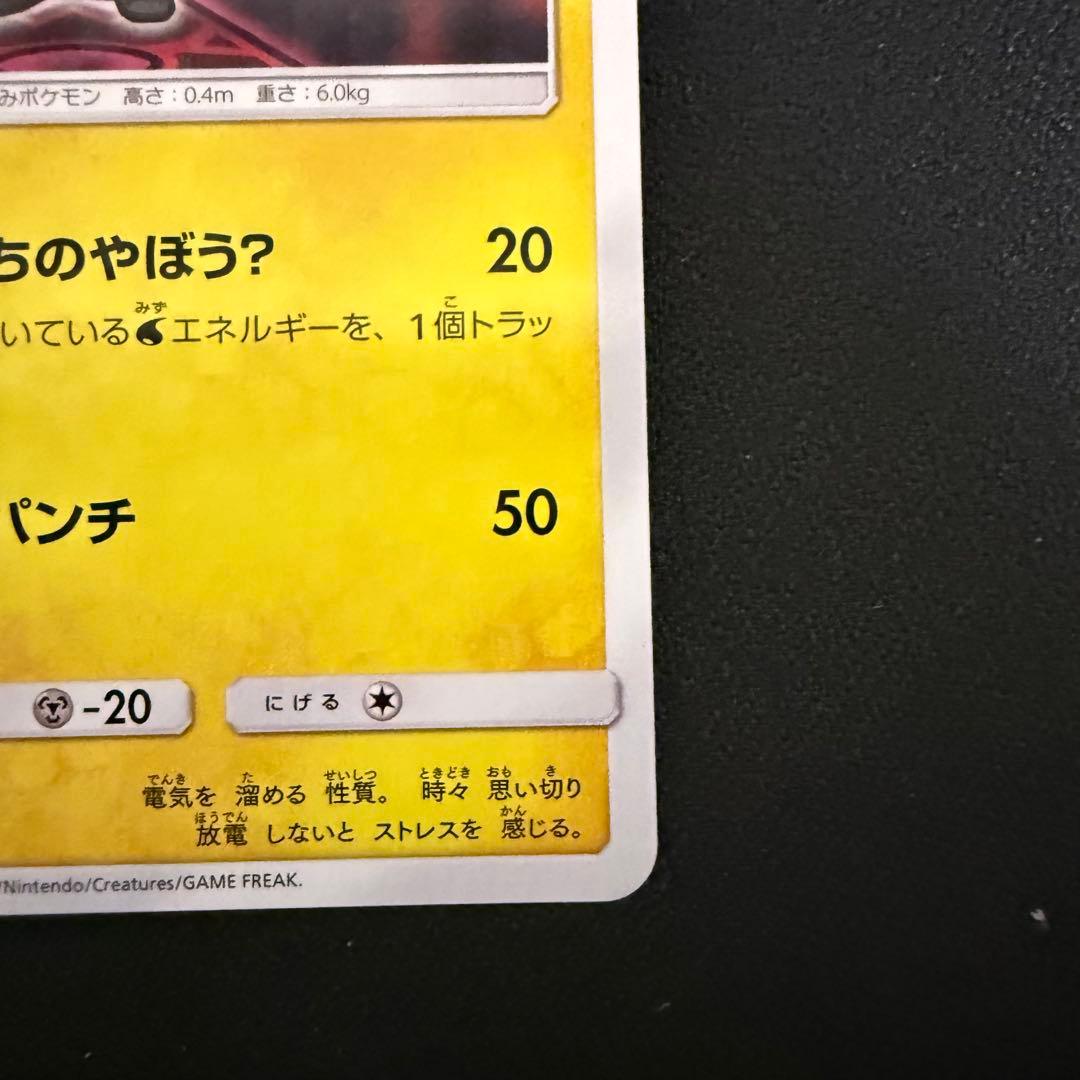 みポケモン 高さ：0.4m 重さ：6.0kg
ちのやぼう? 20
いているエネルギーを、1個トラッ
パンチ 50
-20 にげる
電気を 溜める 性質。 時々 思い切り
放電 しないと ストレスを 感じる。
/Nintendo/Creatures/GAME FREAK.